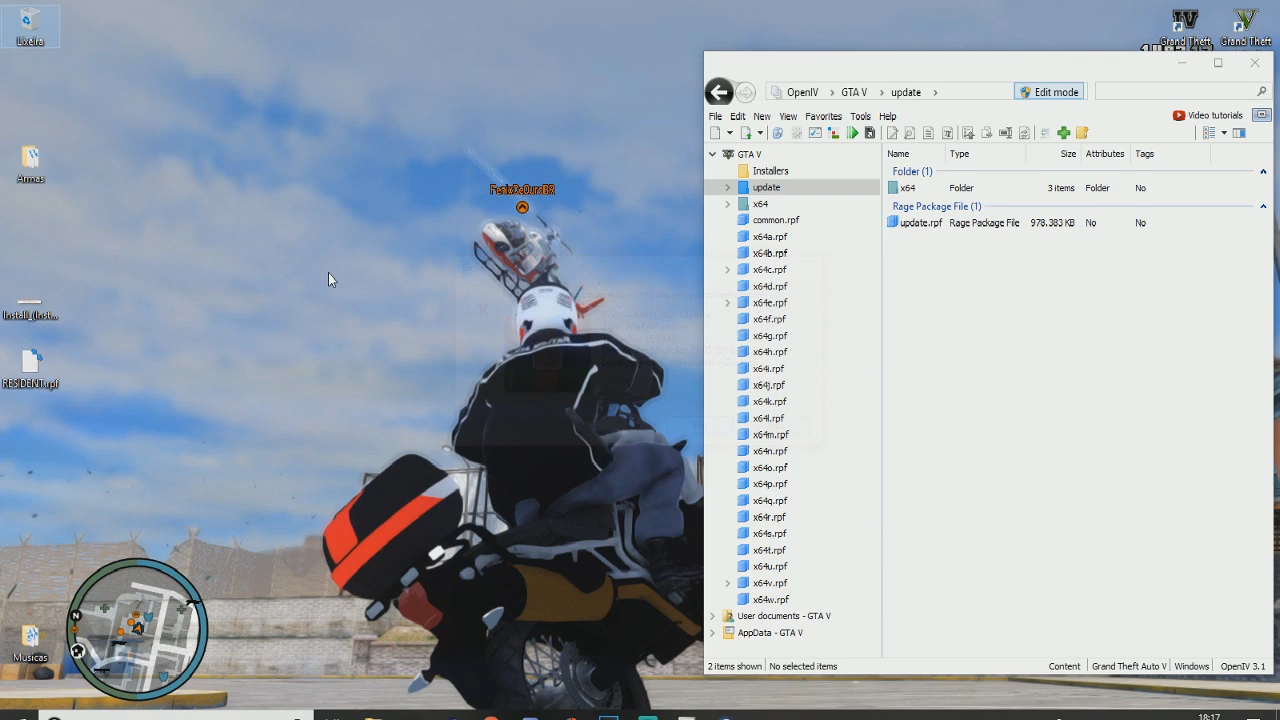 Lixeira
Armas
Install_(Inst...
RESIDENT.rpf
Musicas
N
FenixDeOuroBR
IV
Grand Theft
V
Grand Theft
OpenIV
GTA V
update
Edit mode
File Edit New View Favorites Tools Help
Video tutorials
GTA V
Installers
update
x64
common.rpf
x64a.rpf
x64b.rpf
x64c.rpf
x64d.rpf
x64e.rpf
x64f.rpf
x64g.rpf
x64h.rpf
x64i.rpf
x64j.rpf
x64k.rpf
x64l.rpf
x64m.rpf
x64n.rpf
x64o.rpf
x64p.rpf
x64q.rpf
x64r.rpf
x64s.rpf
x64t.rpf
x64u.rpf
x64v.rpf
x64w.rpf
User documents - GTA V
AppData - GTA V
Name Type Size Attributes Tags
Folder (1)
x64 Folder 3 items Folder No
Rage Package File (1)
update.rpf Rage Package File 978.383 KB No No
2 items shown No selected items Content Grand Theft Auto V Windows OpenIV 3.1
18:17